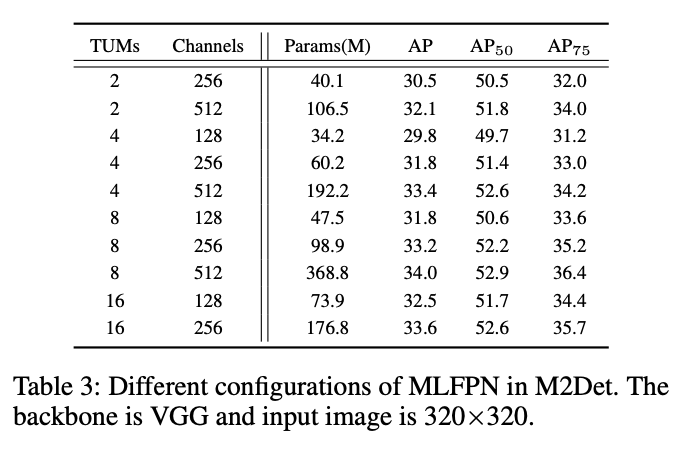 TUMs Channels Params(M) AP AP50 AP75
2 256 40.1 30.5 50.5 32.0
2 512 106.5 32.1 51.8 34.0
4 128 34.2 29.8 49.7 31.2
4 256 60.2 31.8 51.4 33.0
4 512 192.2 33.4 52.6 34.2
8 128 47.5 31.8 50.6 33.6
8 256 98.9 33.2 52.2 35.2
8 512 368.8 34.0 52.9 36.4
16 128 73.9 32.5 51.7 34.4
16 256 176.8 33.6 52.6 35.7
Table 3: Different configurations of MLFPN in M2Det. The
backbone is VGG and input image is 320×320.